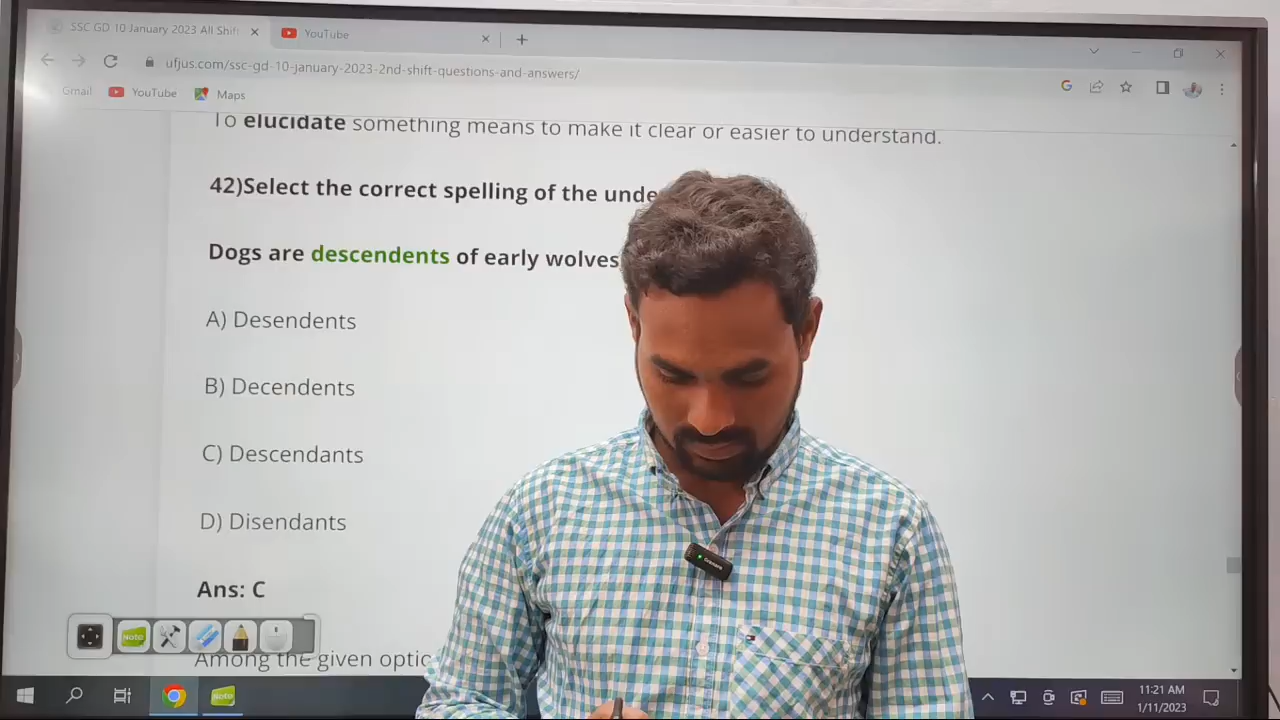 SSC GD 10 January 2023 All Shift
YouTube
ufjus.com/ssc-gd-10-january-2023-2nd-shift-questions-and-answers/
Gmail YouTube Maps
To elucidate something means to make it clear or easier to understand.
42)Select the correct spelling of the unde
Dogs are descendents of early wolves
A) Desendents
B) Decendents
C) Descendants
D) Disendants
Ans: C
Note
Among the given optic
Note
11:21 AM
1/11/2023